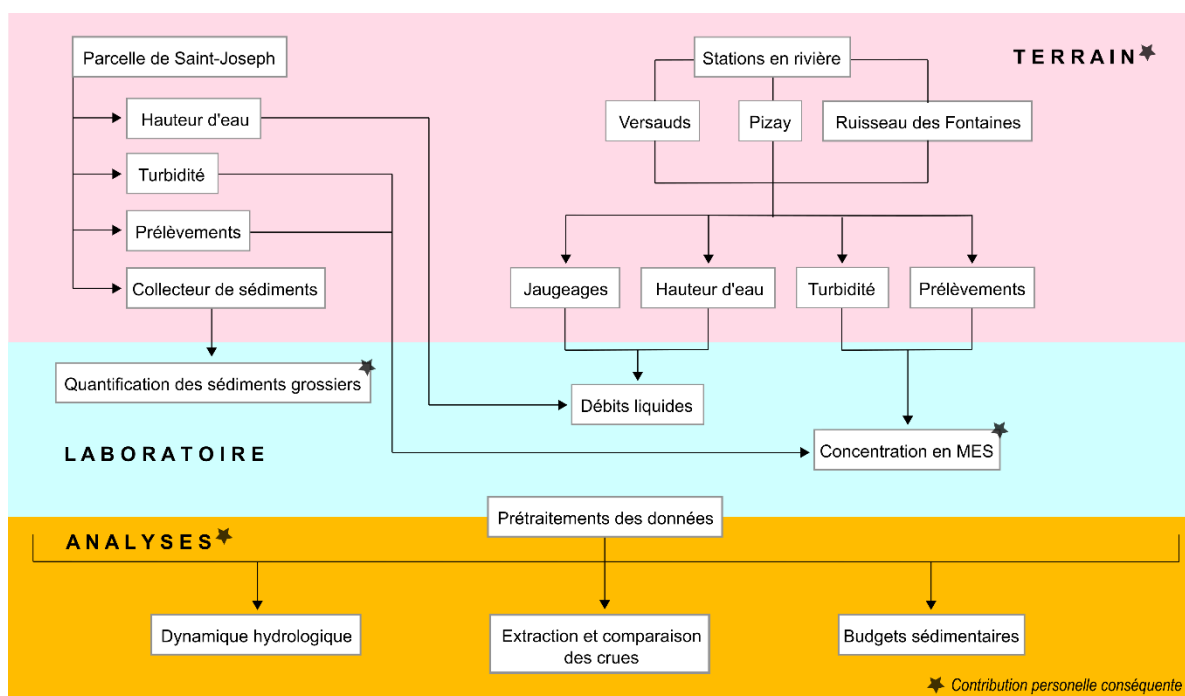 Parcelle de Saint-Joseph
Stations en rivière
TERRAIN
Hauteur d'eau
Versauds
Pizay
Ruisseau des Fontaines
Turbidité
Prélèvements
Collecteur de sédiments
Jaugeages
Hauteur d'eau
Turbidité
Prélèvements
Quantification des sédiments grossiers
Débits liquides
LABORATOIRE
Concentration en MES
Prétraitements des données
ANALYSES
Dynamique hydrologique
Extraction et comparaison
des crues
Budgets sédimentaires
Contribution personelle conséquente